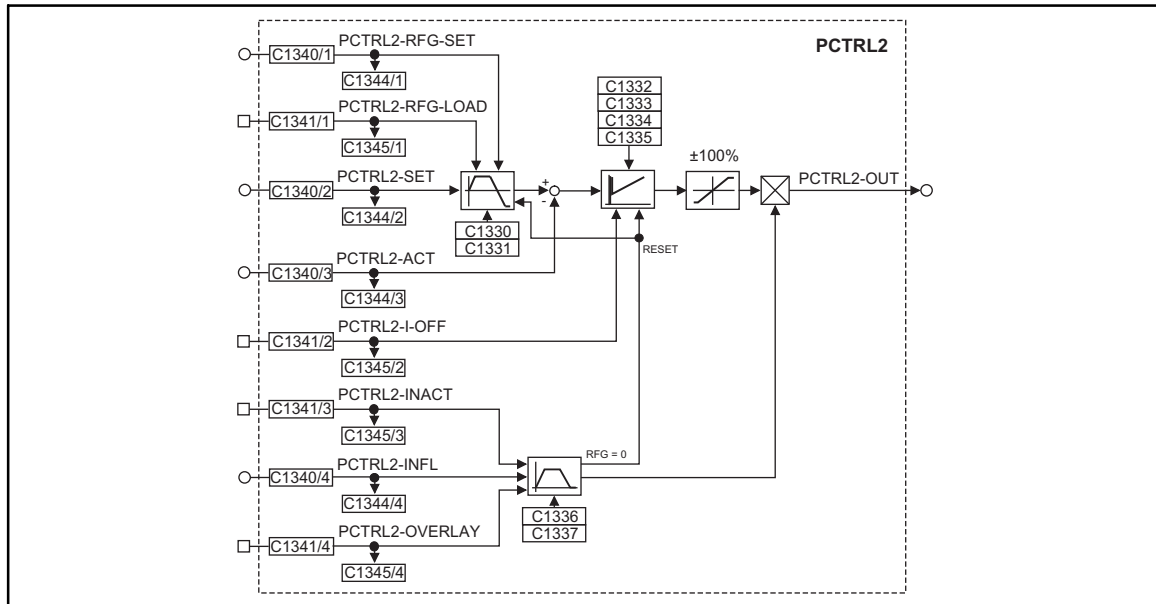 PCTRL2
PCTRL2-RFG-SET
C1340/1
C1344/1
PCTRL2-RFG-LOAD
C1341/1
C1345/1
PCTRL2-SET
C1340/2
C1344/2
C1330
C1331
+
-
C1332
C1333
C1334
C1335
±100%
PCTRL2-OUT
RESET
PCTRL2-ACT
C1340/3
C1344/3
PCTRL2-I-OFF
C1341/2
C1345/2
PCTRL2-INACT
C1341/3
C1345/3
RFG = 0
PCTRL2-INFL
C1340/4
C1344/4
C1336
C1337
PCTRL2-OVERLAY
C1341/4
C1345/4